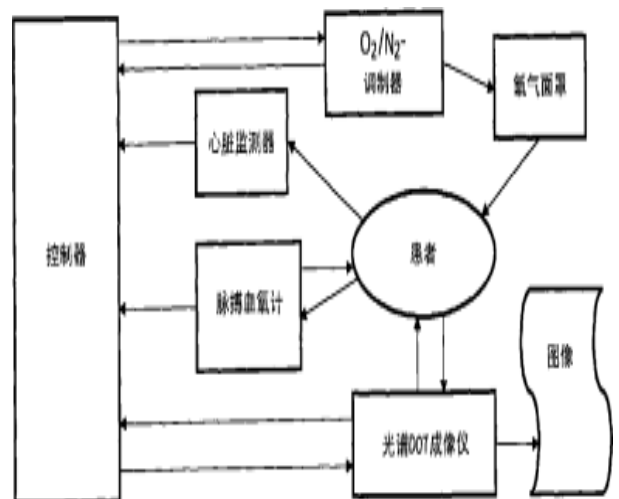 O₂/N₂-
调制器
氧气面罩
心脏监测器
控制器
患者
脉搏血氧计
图像
光谱DOT成像仪